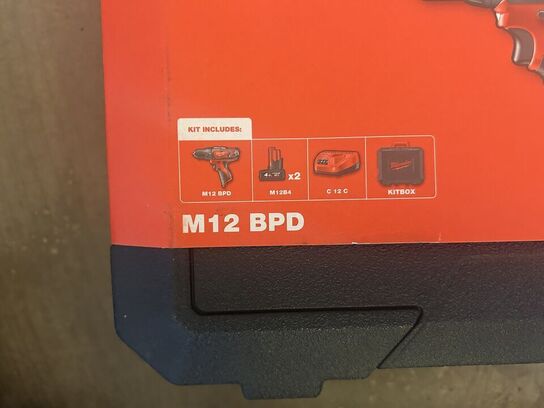 KIT INCLUDES:
x2
M12 BPD
M12B4
C 12 C
KITBOX
M12 BPD